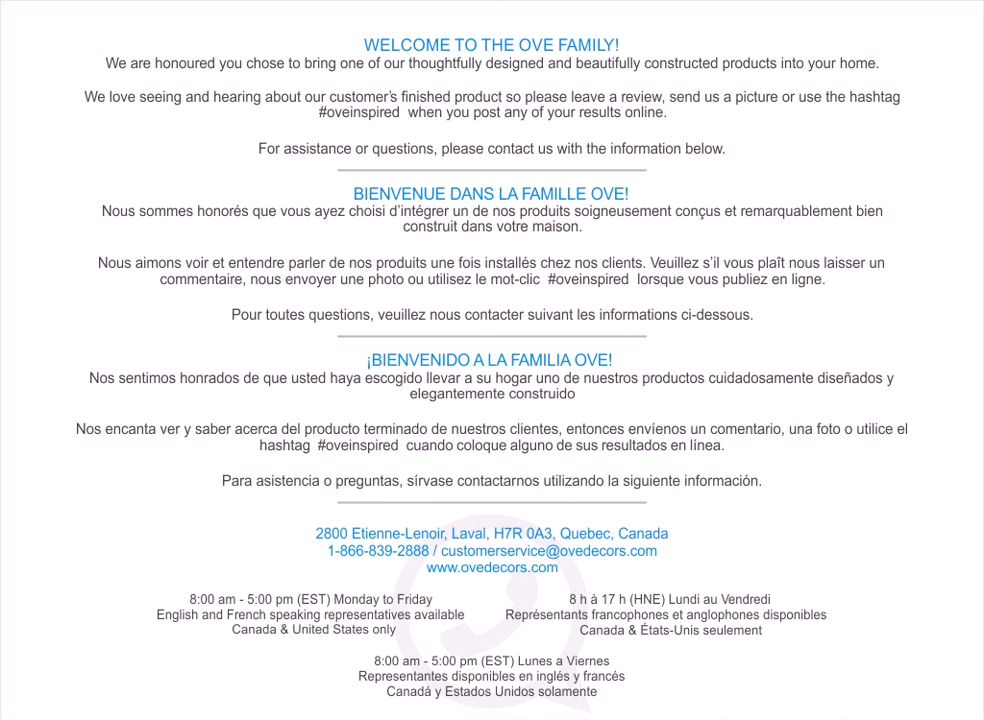 WELCOME TO THE OVE FAMILY!
We are honoured you chose to bring one of our thoughtfully designed and beautifully constructed products into your home.
We love seeing and hearing about our customer's finished product so please leave a review, send us a picture or use the hashtag
#oveinspired when you post any of your results online.
For assistance or questions, please contact us with the information below.
BIENVENUE DANS LA FAMILLE OVE!
Nous sommes honorés que vous ayez choisi d'intégrer un de nos produits soigneusement conçus et remarquablement bien
construit dans votre maison.
Nous aimons voir et entendre parler de nos produits une fois installés chez nos clients. Veuillez s'il vous plaît nous laisser un
commentaire, nous envoyer une photo ou utilisez le mot-clic #oveinspired lorsque vous publiez en ligne.
Pour toutes questions, veuillez nous contacter suivant les informations ci-dessous.
¡BIENVENIDO A LA FAMILIA OVE!
Nos sentimos honrados de que usted haya escogido llevar a su hogar uno de nuestros productos cuidadosamente diseñados y
elegantemente construido
Nos encanta ver y saber acerca del producto terminado de nuestros clientes, entonces envíenos un comentario, una foto o utilice el
hashtag #oveinspired cuando coloque alguno de sus resultados en línea.
Para asistencia o preguntas, sírvase contactarnos utilizando la siguiente información.
2800 Etienne-Lenoir, Laval, H7R 0A3, Quebec, Canada
1-866-839-2888 / customerservice@ovedecors.com
www.ovedecors.com
8:00 am - 5:00 pm (EST) Monday to Friday
English and French speaking representatives available
Canada & United States only
8 h à 17 h (HNE) Lundi au Vendredi
Représentants francophones et anglophones disponibles
Canada & États-Unis seulement
8:00 am - 5:00 pm (EST) Lunes a Viernes
Representantes disponibles en inglés y francés
Canadá y Estados Unidos solamente